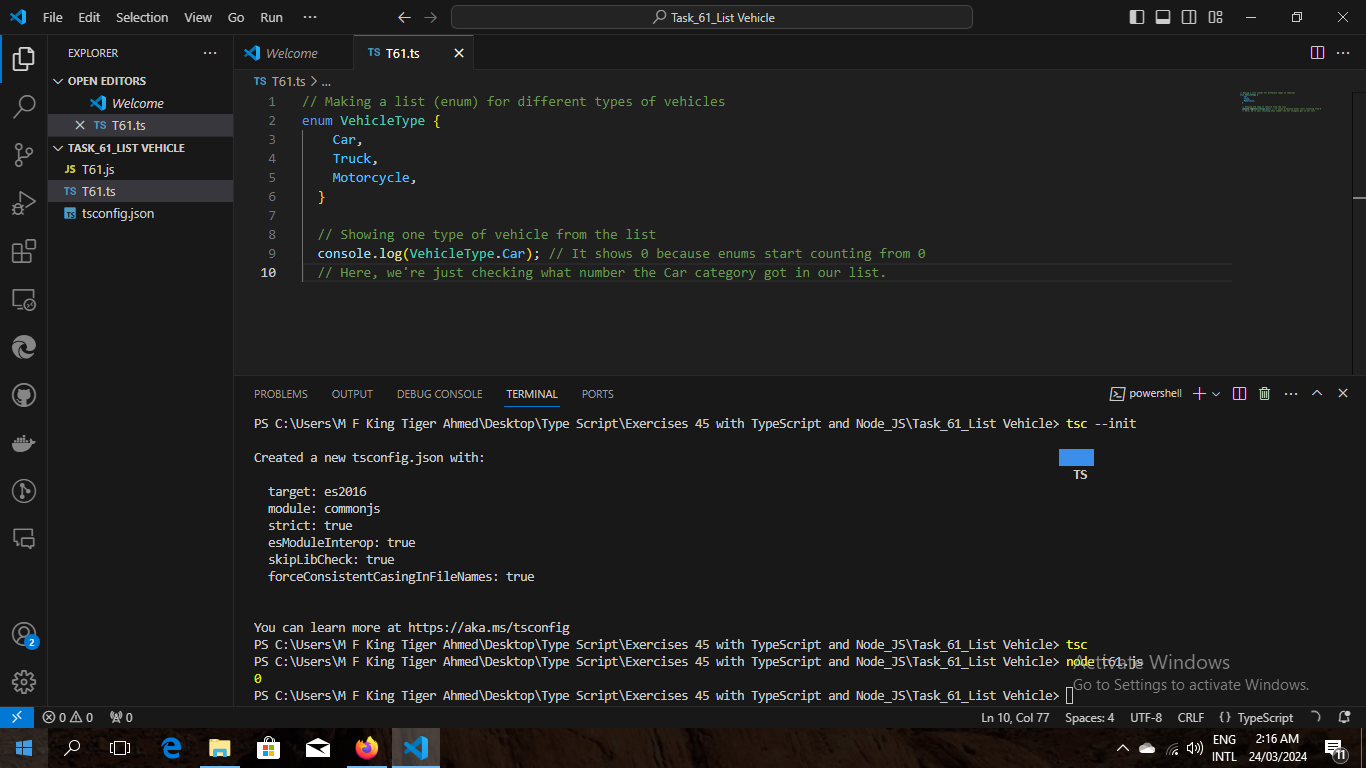 File Edit Selection View Go Run ··· Task_61_List Vehicle
EXPLORER
OPEN EDITORS
Welcome
TS T61.ts
TASK_61_LIST VEHICLE
JS T61.js
TS T61.ts
tsconfig.json
Welcome TS T61.ts
TS T61.ts > ...
1 // Making a list (enum) for different types of vehicles
2 enum VehicleType {
3 Car,
4 Truck,
5 Motorcycle,
6 }
7
8 // Showing one type of vehicle from the list
9 console.log(VehicleType.Car); // It shows 0 because enums start counting from 0
10 // Here, we're just checking what number the Car category got in our list.
PROBLEMS OUTPUT DEBUG CONSOLE TERMINAL PORTS powershell
PS C:\Users\M F King Tiger Ahmed\Desktop\Type Script\Exercises 45 with TypeScript and Node_JS\Task_61_List Vehicle> tsc --init
Created a new tsconfig.json with:
TS
target: es2016
module: commonjs
strict: true
esModuleInterop: true
skipLibCheck: true
forceConsistentCasingInFileNames: true
You can learn more at https://aka.ms/tsconfig
PS C:\Users\M F King Tiger Ahmed\Desktop\Type Script\Exercises 45 with TypeScript and Node_JS\Task_61_List Vehicle> tsc
PS C:\Users\M F King Tiger Ahmed\Desktop\Type Script\Exercises 45 with TypeScript and Node_JS\Task_61_List Vehicle> node t61.js
0
PS C:\Users\M F King Tiger Ahmed\Desktop\Type Script\Exercises 45 with TypeScript and Node_JS\Task_61_List Vehicle>
Activate Windows
Go to Settings to activate Windows.
2
0 0 0 Ln 10, Col 77 Spaces: 4 UTF-8 CRLF {} TypeScript
ENG 2:16 AM
INTL 24/03/2024 11